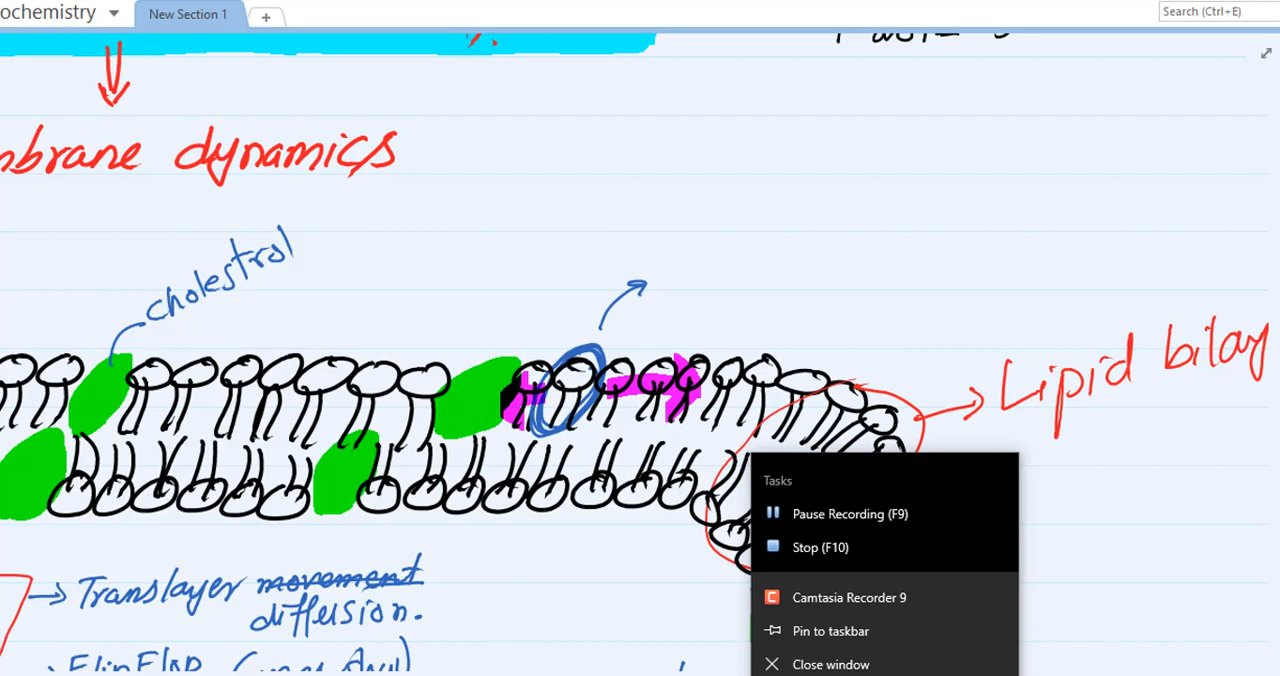 ochemistry
New Section 1
+
Search (Ctrl+E)
mbrane dynamics
cholestrol
Lipid bilay
Tasks
Pause Recording (F9)
Stop (F10)
Camtasia Recorder 9
Pin to taskbar
Close window
→ Translayer movement
diffusion.
FlipFlop